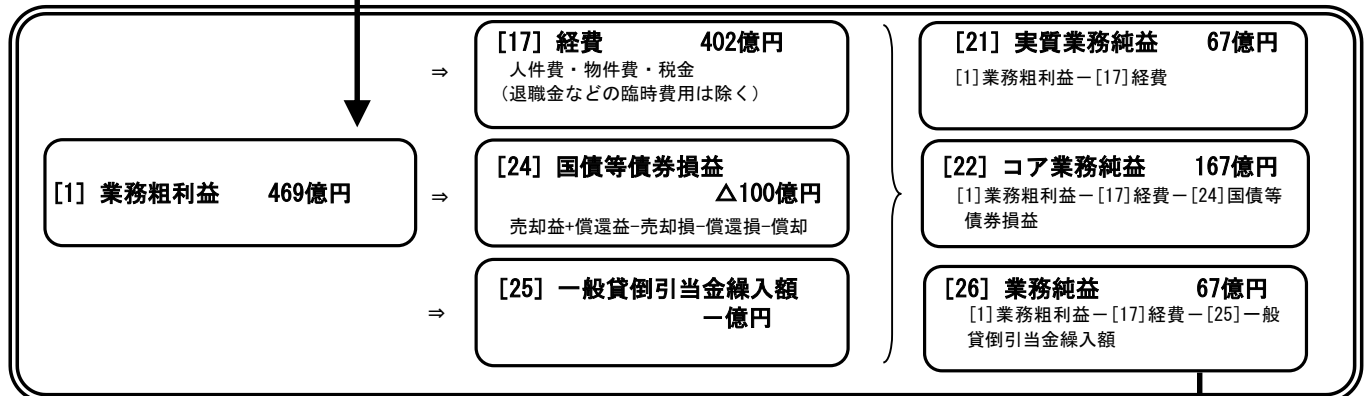 [17] 経費 402億円
人件費・物件費・税金
（退職金などの臨時費用は除く）
[21] 実質業務純益 67億円
[1]業務粗利益－[17]経費
⇒
[1] 業務粗利益 469億円
⇒
[24] 国債等債券損益
△100億円
売却益+償還益-売却損-償還損-償却
[22] コア業務純益 167億円
[1]業務粗利益－[17]経費－[24]国債等
債券損益
⇒
[25] 一般貸倒引当金繰入額
－億円
[26] 業務純益 67億円
[1]業務粗利益－[17]経費－[25]一般
貸倒引当金繰入額